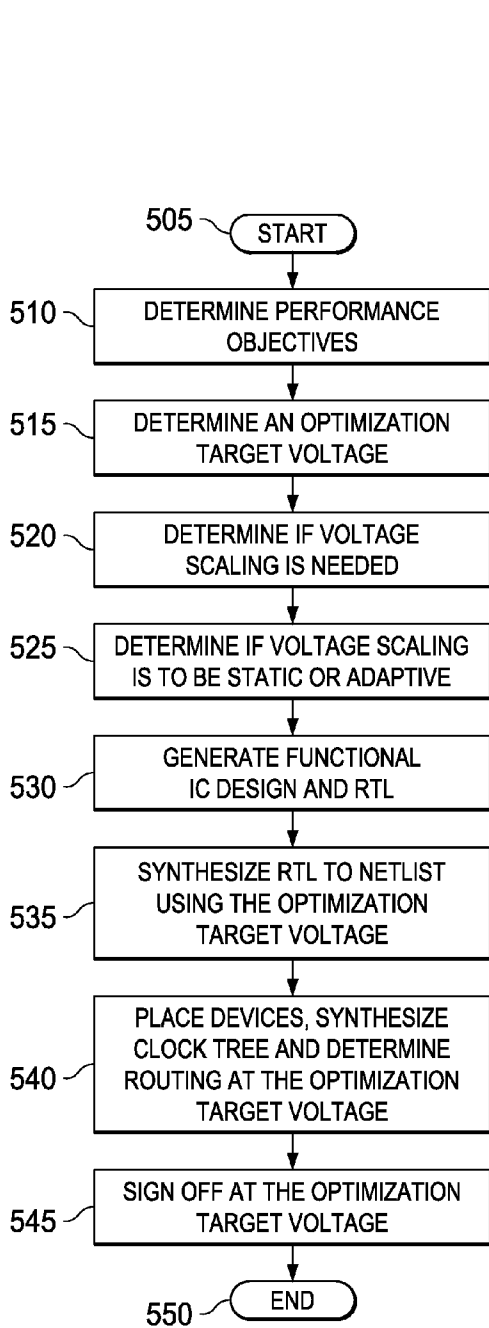 505
START
510
DETERMINE PERFORMANCE
OBJECTIVES
515
DETERMINE AN OPTIMIZATION
TARGET VOLTAGE
520
DETERMINE IF VOLTAGE
SCALING IS NEEDED
525
DETERMINE IF VOLTAGE SCALING
IS TO BE STATIC OR ADAPTIVE
530
GENERATE FUNCTIONAL
IC DESIGN AND RTL
535
SYNTHESIZE RTL TO NETLIST
USING THE OPTIMIZATION
TARGET VOLTAGE
540
PLACE DEVICES, SYNTHESIZE
CLOCK TREE AND DETERMINE
ROUTING AT THE OPTIMIZATION
TARGET VOLTAGE
545
SIGN OFF AT THE OPTIMIZATION
TARGET VOLTAGE
550
END